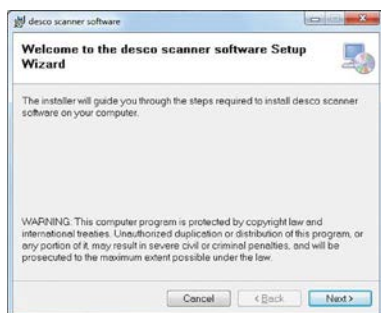 desco scanner software
Welcome to the desco scanner software Setup
Wizard
The installer will guide you through the steps required to install desco scanner
software on your computer.
WARNING: This computer program is protected by copyright law and
international treaties. Unauthorized duplication or distribution of this program, or
any portion of it, may result in severe civil or criminal penalties, and will be
prosecuted to the maximum extent possible under the law.
Cancel < Back Next >